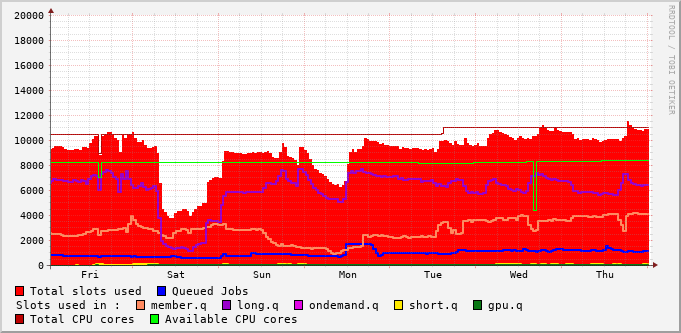 RRDTOOL / TOBI OETIKER
20000
18000
16000
14000
12000
10000
8000
6000
4000
2000
0
Fri Sat Sun Mon Tue Wed Thu
Total slots used Queued Jobs
Slots used in : member.q long.q ondemand.q short.q gpu.q
Total CPU cores Available CPU cores